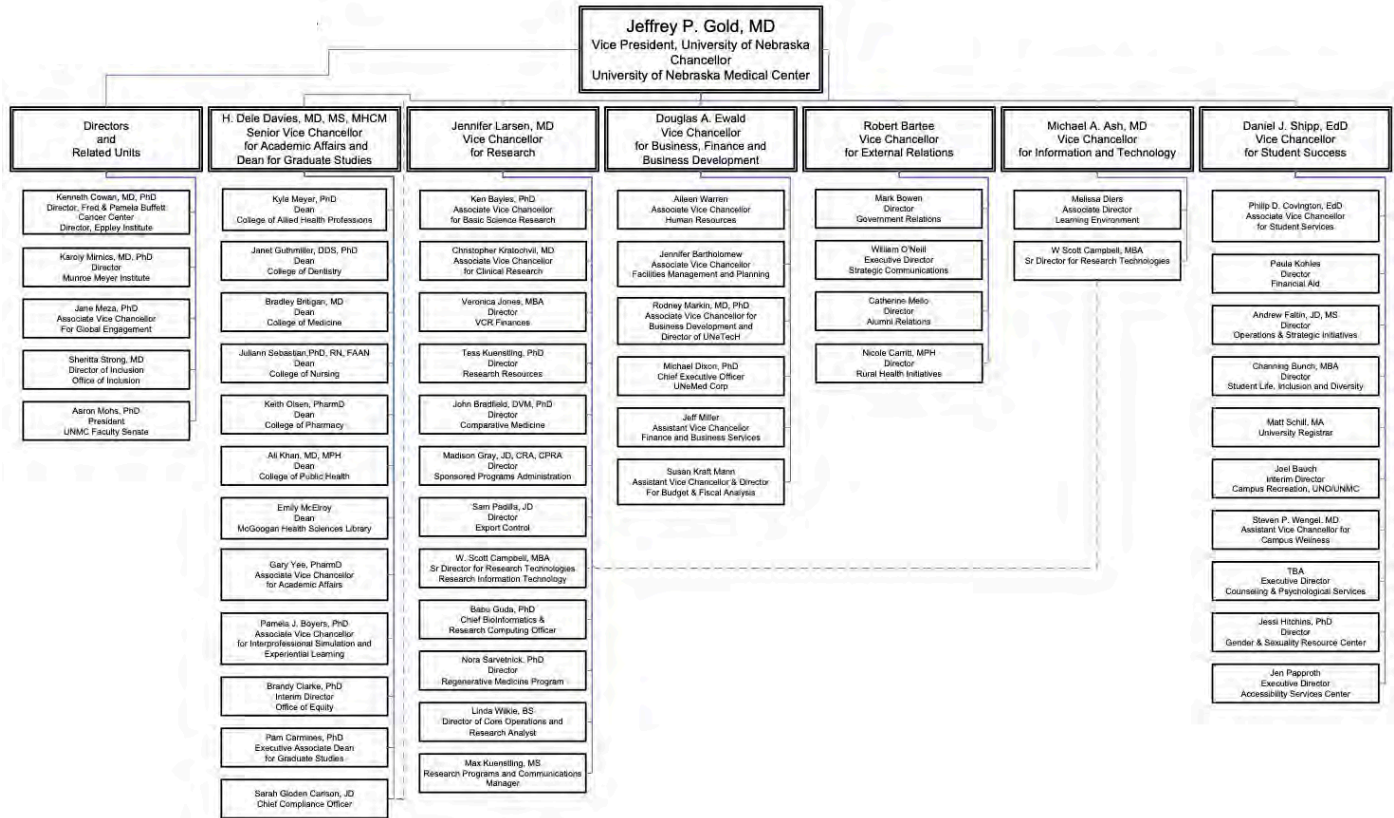 Jeffrey P. Gold, MD
Vice President, University of Nebraska
Chancellor
University of Nebraska Medical Center
Directors
and
Related Units
Kenneth Cowan, MD, PhD
Director, Fred & Pamela Buffett
Cancer Center
Director, Eppley Institute
Karoly Mirnics, MD, PhD
Director
Munroe Meyer Institute
Jane Meza, PhD
Associate Vice Chancellor
For Global Engagement
Sheritta Strong, MD
Director of Inclusion
Office of Inclusion
Aaron Mohs, PhD
President
UNMC Faculty Senate
H. Dele Davies, MD, MS, MHCM
Senior Vice Chancellor
for Academic Affairs and
Dean for Graduate Studies
Kyle Meyer, PhD
Dean
College of Allied Health Professions
Janet Guthmiller, DDS, PhD
Dean
College of Dentistry
Bradley Britigan, MD
Dean
College of Medicine
Juliann Sebastian,PhD, RN, FAAN
Dean
College of Nursing
Keith Olsen, PharmD
Dean
College of Pharmacy
Ali Khan, MD, MPH
Dean
College of Public Health
Emily McElroy
Dean
McGoogan Health Sciences Library
Gary Yee, PharmD
Associate Vice Chancellor
for Academic Affairs
Pamela J. Boyers, PhD
Associate Vice Chancellor
for Interprofessional Simulation and
Experiential Learning
Brandy Clarke, PhD
Interim Director
Office of Equity
Pam Carmines, PhD
Executive Associate Dean
for Graduate Studies
Sarah Gloden Carlson, JD
Chief Compliance Officer
Jennifer Larsen, MD
Vice Chancellor
for Research
Ken Bayles, PhD
Associate Vice Chancellor
for Basic Science Research
Christopher Kratochvil, MD
Associate Vice Chancellor
for Clinical Research
Veronica Jones, MBA
Director
VCR Finances
Tess Kuenstling, PhD
Director
Research Resources
John Bradfield, DVM, PhD
Director
Comparative Medicine
Madison Gray, JD, CRA, CPRA
Director
Sponsored Programs Administration
Sam Padilla, JD
Director
Export Control
W. Scott Campbell, MBA
Sr Director for Research Technologies
Research Information Technology
Babu Guda, PhD
Chief BioInformatics &
Research Computing Officer
Nora Sarvetnick, PhD
Director
Regenerative Medicine Program
Linda Wilkie, BS
Director of Core Operations and
Research Analyst
Max Kuenstling, MS
Research Programs and Communications
Manager
Douglas A. Ewald
Vice Chancellor
for Business, Finance and
Business Development
Aileen Warren
Associate Vice Chancellor
Human Resources
Jennifer Bartholomew
Associate Vice Chancellor
Facilities Management and Planning
Rodney Markin, MD, PhD
Associate Vice Chancellor for
Business Development and
Director of UNeTecH
Michael Dixon, PhD
Chief Executive Officer
UNeMed Corp
Jeff Miller
Assistant Vice Chancellor
Finance and Business Services
Susan Kraft Mann
Assistant Vice Chancellor & Director
For Budget & Fiscal Analysis
Robert Bartee
Vice Chancellor
for External Relations
Mark Bowen
Director
Government Relations
William O'Neill
Executive Director
Strategic Communications
Catherine Mello
Director
Alumni Relations
Nicole Carritt, MPH
Director
Rural Health Initiatives
Michael A. Ash, MD
Vice Chancellor
for Information and Technology
Melissa Diers
Associate Director
Learning Environment
W Scott Campbell, MBA
Sr Director for Research Technologies
Daniel J. Shipp, EdD
Vice Chancellor
for Student Success
Philip D. Covington, EdD
Associate Vice Chancellor
for Student Services
Paula Kohles
Director
Financial Aid
Andrew Faltin, JD, MS
Director
Operations & Strategic Initiatives
Channing Bunch, MBA
Director
Student Life, Inclusion and Diversity
Matt Schill, MA
University Registrar
Joel Bauch
Interim Director
Campus Recreation, UNO/UNMC
Steven P. Wengel, MD
Assistant Vice Chancellor for
Campus Wellness
TBA
Executive Director
Counseling & Psychological Services
Jessi Hitchins, PhD
Director
Gender & Sexuality Resource Center
Jen Papproth
Executive Director
Accessibility Services Center